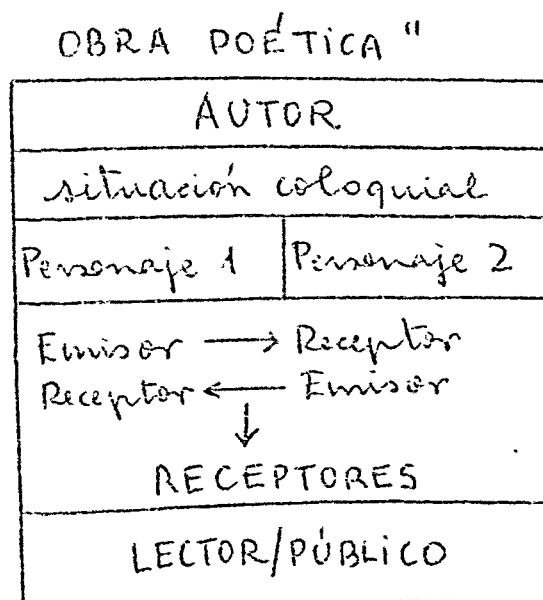 OBRA POÉTICA"
AUTOR
situación coloquial
Personaje 1 Personaje 2
Emisor → Receptor
Receptor ← Emisor
↓
RECEPTORES
LECTOR/PÚBLICO